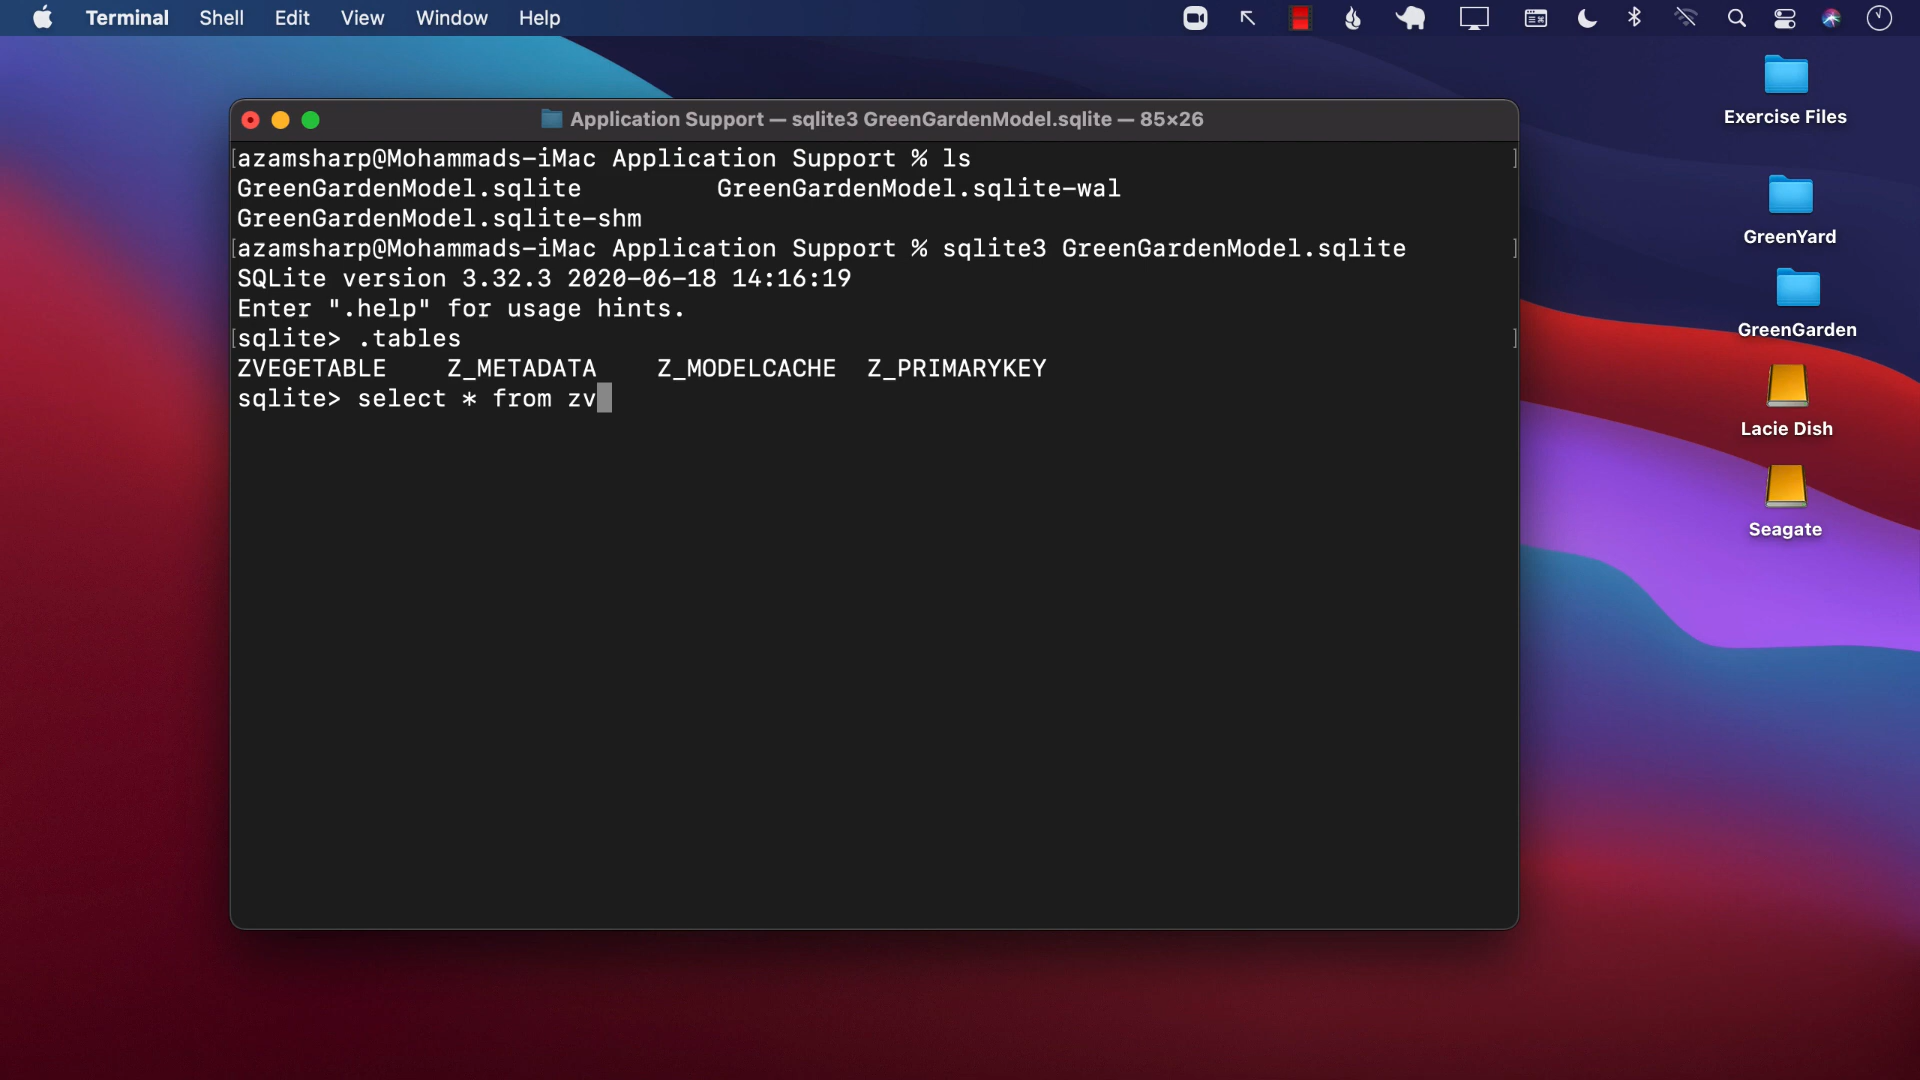 Terminal Shell Edit View Window Help
Application Support — sqlite3 GreenGardenModel.sqlite — 85×26
[azamsharp@Mohammads-iMac Application Support % ls ]
GreenGardenModel.sqlite GreenGardenModel.sqlite-wal
GreenGardenModel.sqlite-shm
[azamsharp@Mohammads-iMac Application Support % sqlite3 GreenGardenModel.sqlite ]
SQLite version 3.32.3 2020-06-18 14:16:19
Enter ".help" for usage hints.
[sqlite> .tables ]
ZVEGETABLE Z_METADATA Z_MODELCACHE Z_PRIMARYKEY
sqlite> select * from zv
Exercise Files
GreenYard
GreenGarden
Lacie Dish
Seagate